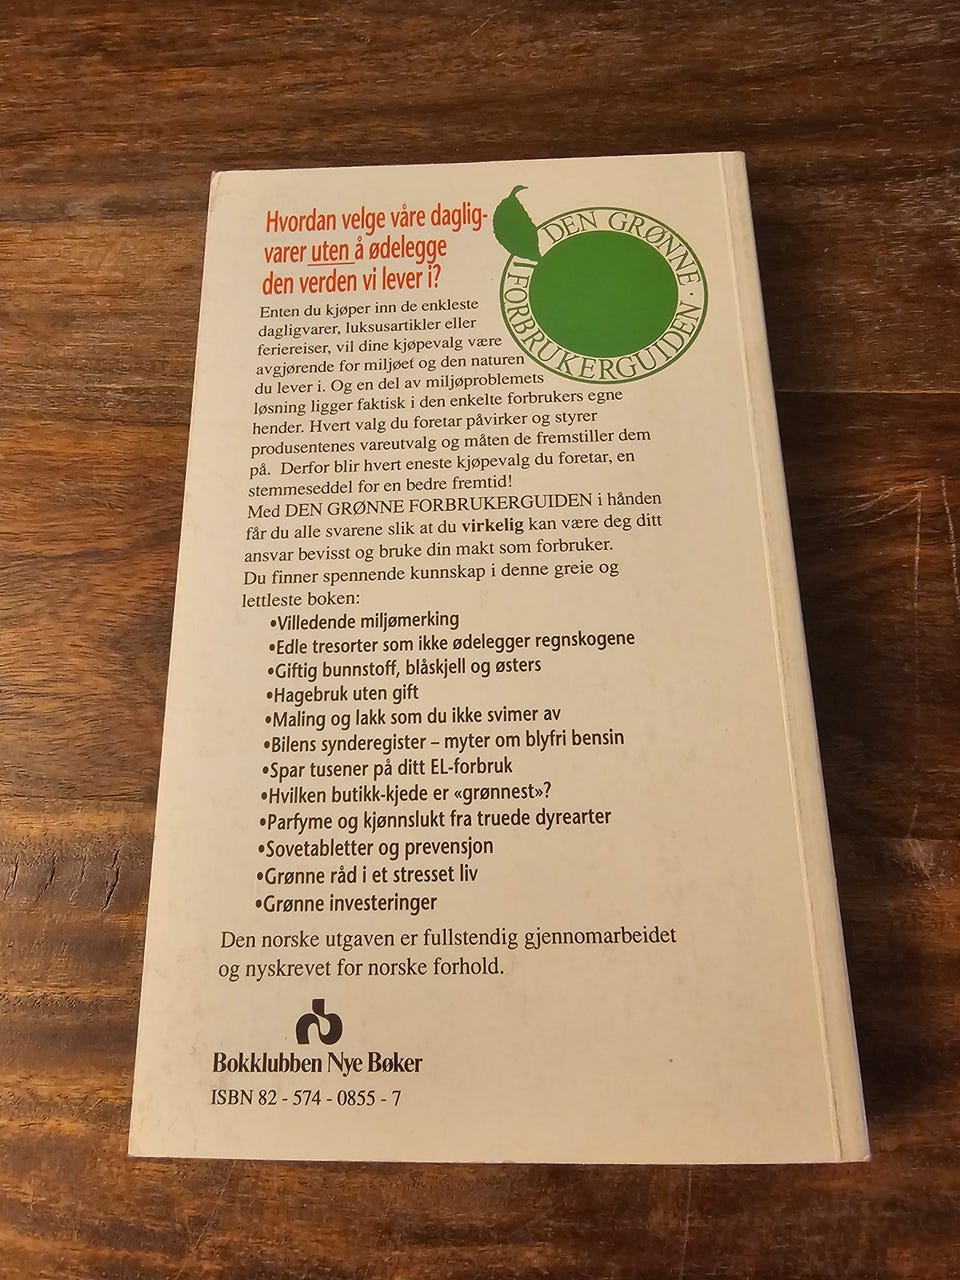 Hvordan velge våre daglig-
varer uten å ødelegge
den verden vi lever i?
DEN GRØNNE · FORBRUKERGUIDEN ·
Enten du kjøper inn de enkleste
dagligvarer, luksusartikler eller
feriereiser, vil dine kjøpevalg være
avgjørende for miljøet og den naturen
du lever i. Og en del av miljøproblemets
løsning ligger faktisk i den enkelte forbrukers egne
hender. Hvert valg du foretar påvirker og styrer
produsentenes vareutvalg og måten de fremstiller dem
på. Derfor blir hvert eneste kjøpevalg du foretar, en
stemmeseddel for en bedre fremtid!
Med DEN GRØNNE FORBRUKERGUIDEN i hånden
får du alle svarene slik at du virkelig kan være deg ditt
ansvar bevisst og bruke din makt som forbruker.
Du finner spennende kunnskap i denne greie og
lettleste boken:
•Villedende miljømerking
•Edle tresorter som ikke ødelegger regnskogene
•Giftig bunnstoff, blåskjell og østers
•Hagebruk uten gift
•Maling og lakk som du ikke svimer av
•Bilens synderegister – myter om blyfri bensin
•Spar tusener på ditt EL-forbruk
•Hvilken butikk-kjede er «grønnest»?
•Parfyme og kjønnslukt fra truede dyrearter
•Sovetabletter og prevensjon
•Grønne råd i et stresset liv
•Grønne investeringer
Den norske utgaven er fullstendig gjennomarbeidet
og nyskrevet for norske forhold.
Bokklubben Nye Bøker
ISBN 82 - 574 - 0855 - 7